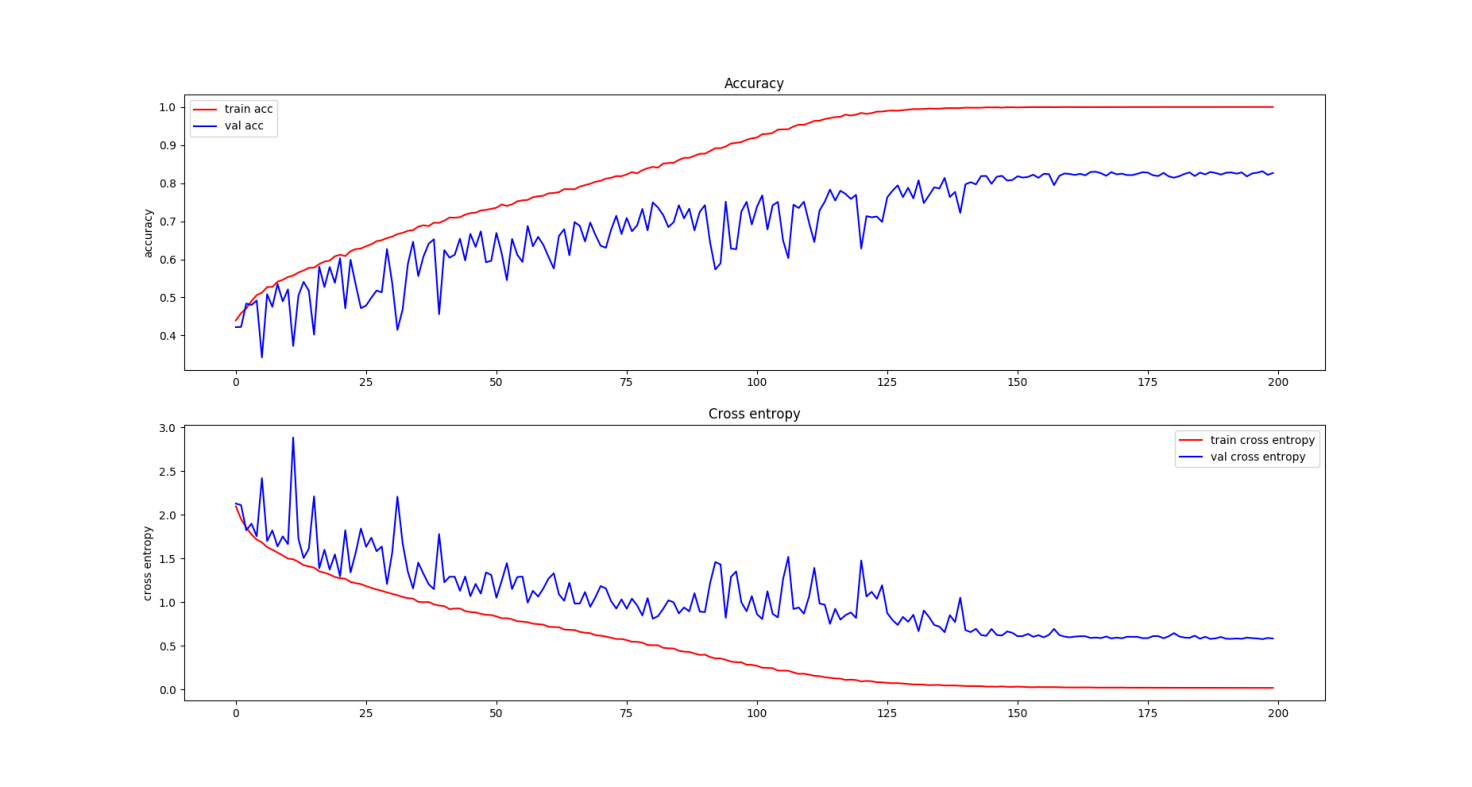 Accuracy
train acc
val acc
1.0
0.9
0.8
0.7
0.6
0.5
0.4
accuracy
0 25 50 75 100 125 150 175 200
Cross entropy
train cross entropy
val cross entropy
3.0
2.5
2.0
1.5
1.0
0.5
0.0
cross entropy
0 25 50 75 100 125 150 175 200